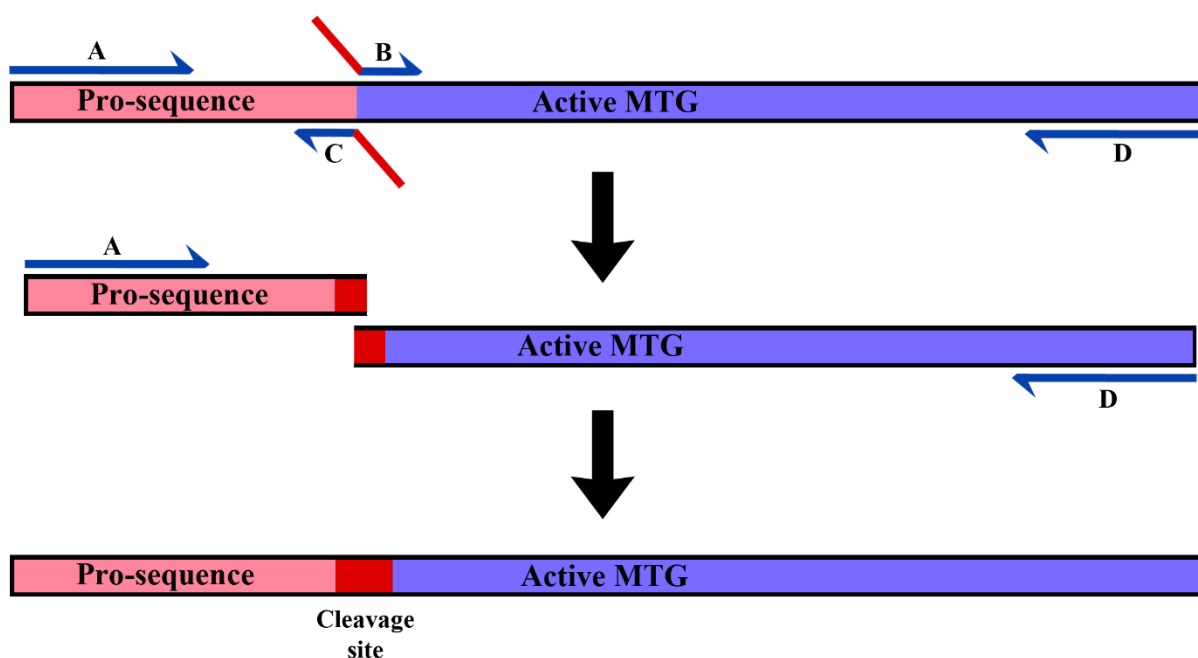 A
B
Pro-sequence Active MTG
C
D
A
Pro-sequence
Active MTG
D
Pro-sequence Active MTG
Cleavage
site